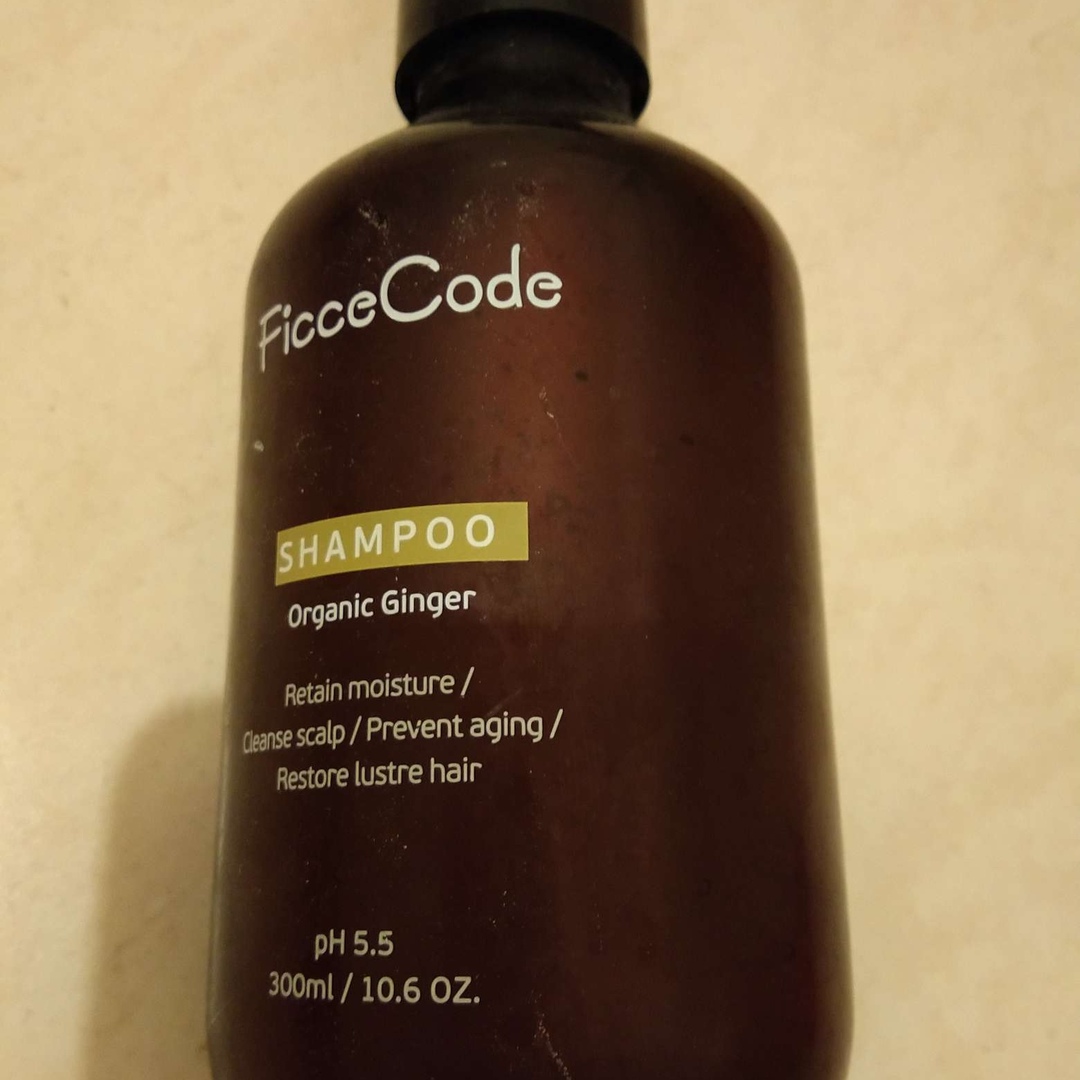 FicceCode
SHAMPOO
Organic Ginger
Retain moisture /
Cleanse scalp / Prevent aging /
Restore lustre hair
pH 5.5
300ml / 10.6 OZ.